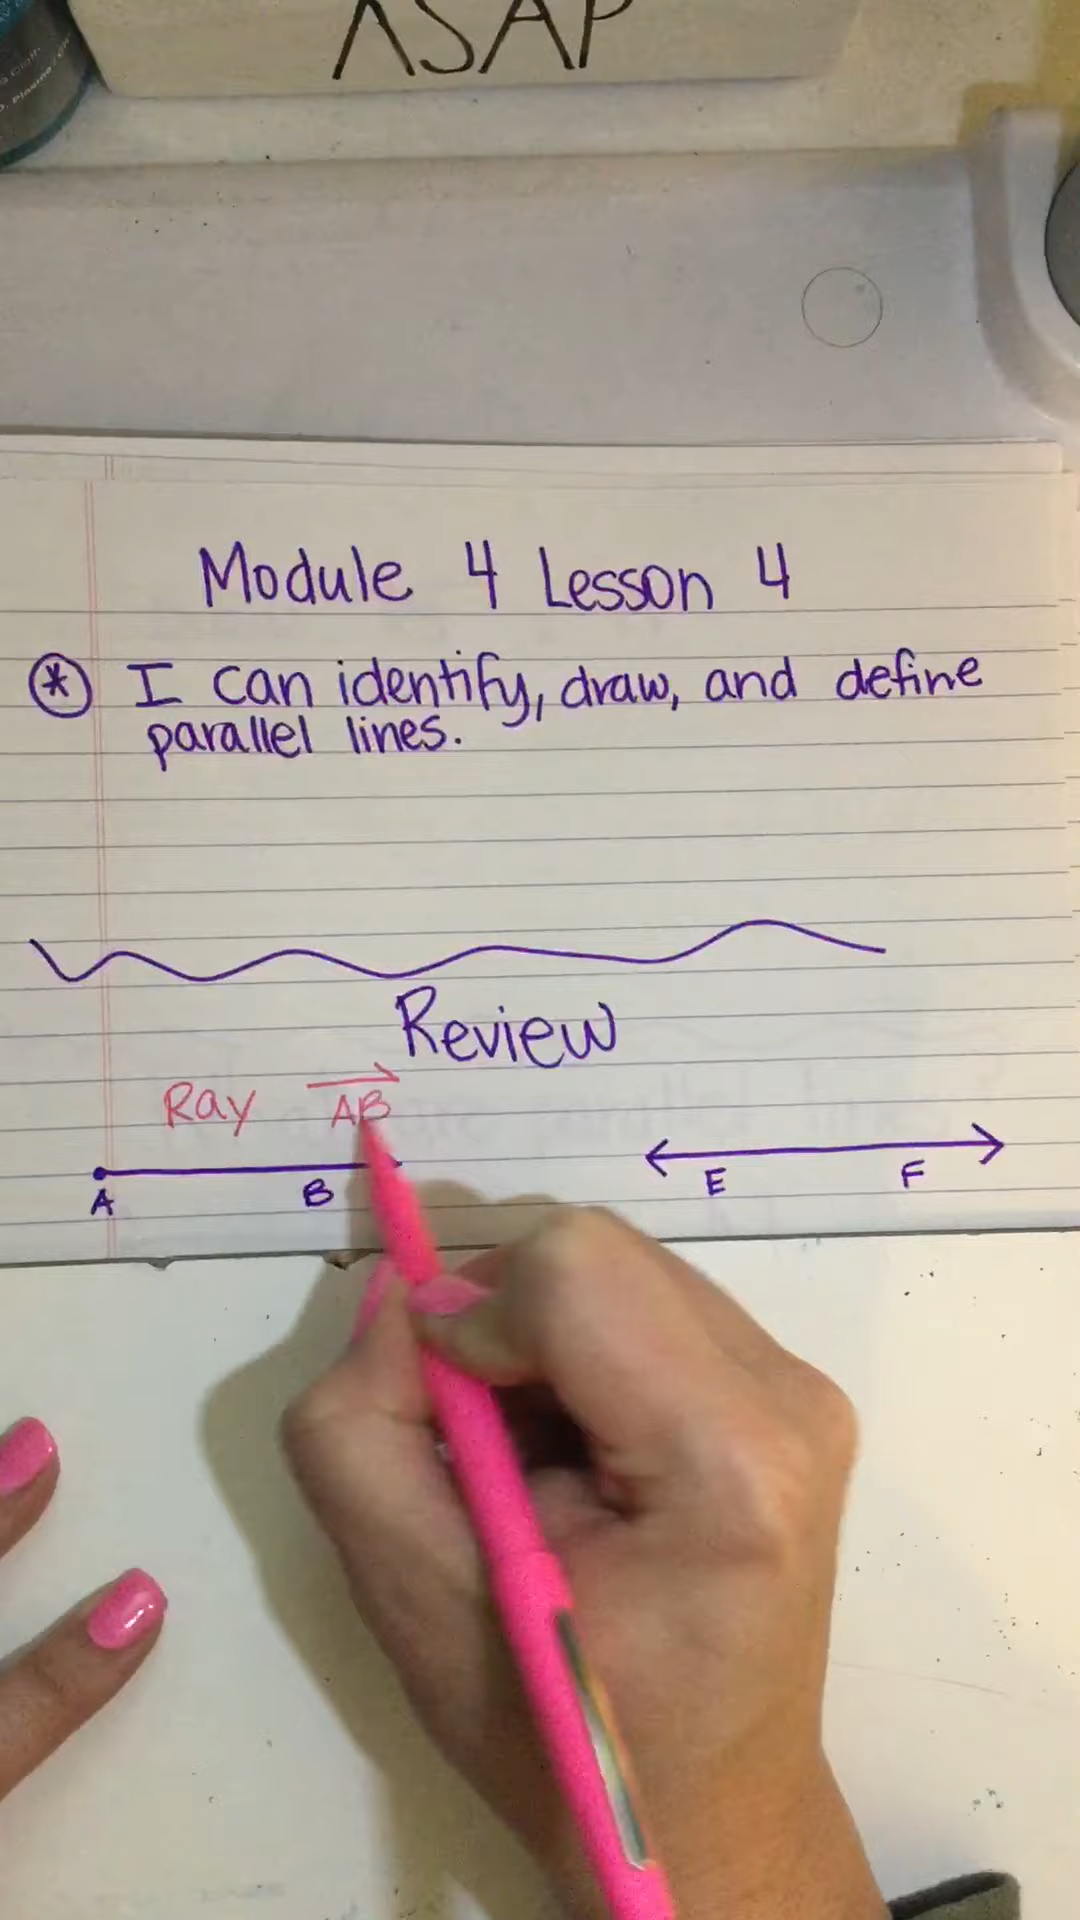 ASAP
Module 4 Lesson 4
* I can identify, draw, and define
parallel lines.
Review
Ray AB
A B
E F